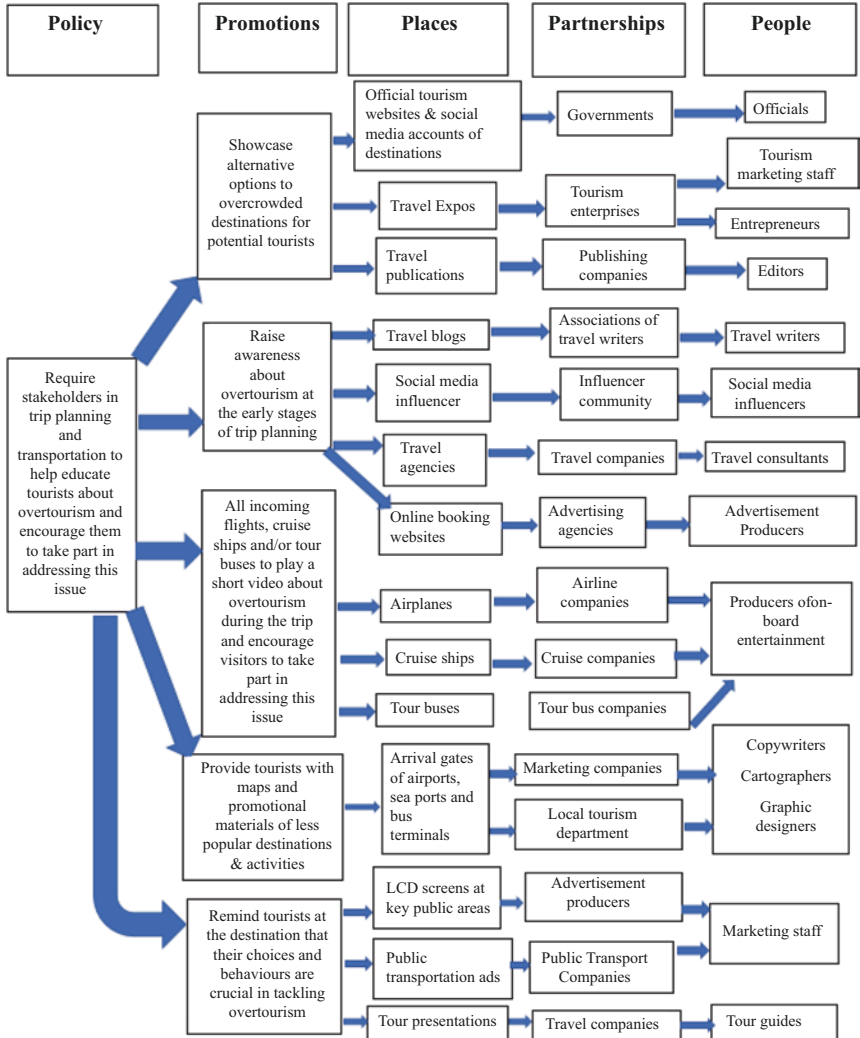 Policy
Promotions
Places
Partnerships
People
Require
stakeholders in
trip planning
and
transportation to
help educate
tourists about
overtourism and
encourage them
to take part in
addressing this
issue
Showcase
alternative
options to
overcrowded
destinations for
potential tourists
Official tourism
websites & social
media accounts of
destinations
Governments
Officials
Travel Expos
Tourism
enterprises
Tourism
marketing staff
Entrepreneurs
Travel
publications
Publishing
companies
Editors
Raise
awareness
about
overtourism at
the early stages
of trip planning
Travel blogs
Associations of
travel writers
Travel writers
Social media
influencer
Influencer
community
Social media
influencers
Travel
agencies
Travel companies
Travel consultants
Online booking
websites
Advertising
agencies
Advertisement
Producers
All incoming
flights, cruise
ships and/or tour
buses to play a
short video about
overtourism
during the trip
and encourage
visitors to take
part in
addressing this
issue
Airplanes
Airline
companies
Producers ofon-
board
entertainment
Cruise ships
Cruise companies
Tour buses
Tour bus companies
Provide tourists with
maps and
promotional
materials of less
popular destinations
& activities
Arrival gates
of airports,
sea ports and
bus
terminals
Marketing companies
Local tourism
department
Copywriters
Cartographers
Graphic
designers
Remind tourists at
the destination that
their choices and
behaviours are
crucial in tackling
overtourism
LCD screens at
key public areas
Advertisement
producers
Marketing staff
Public
transportation ads
Public Transport
Companies
Tour presentations
Travel companies
Tour guides